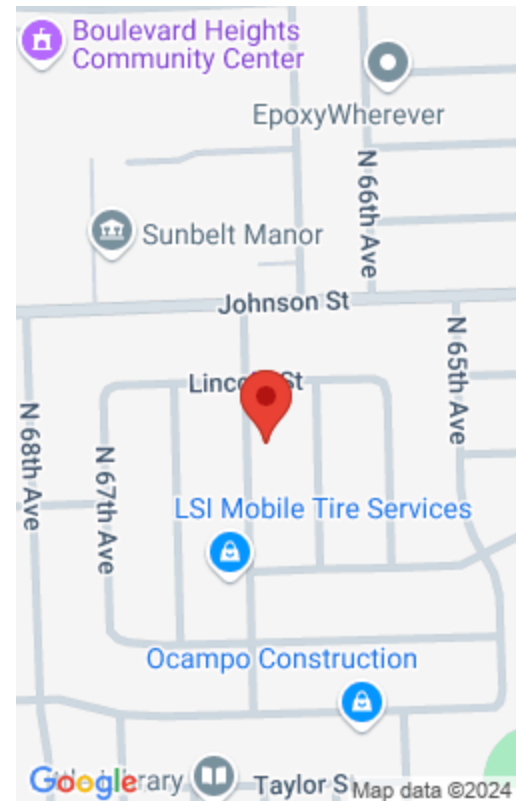 Boulevard Heights
Community Center
EpoxyWherever
N 66th Ave
Sunbelt Manor
Johnson St
N 65th Ave
St
N 68th Ave
N 67th Ave
LSI Mobile Tire Services
Ocampo Construction
Google
Taylor
Map data ©2024